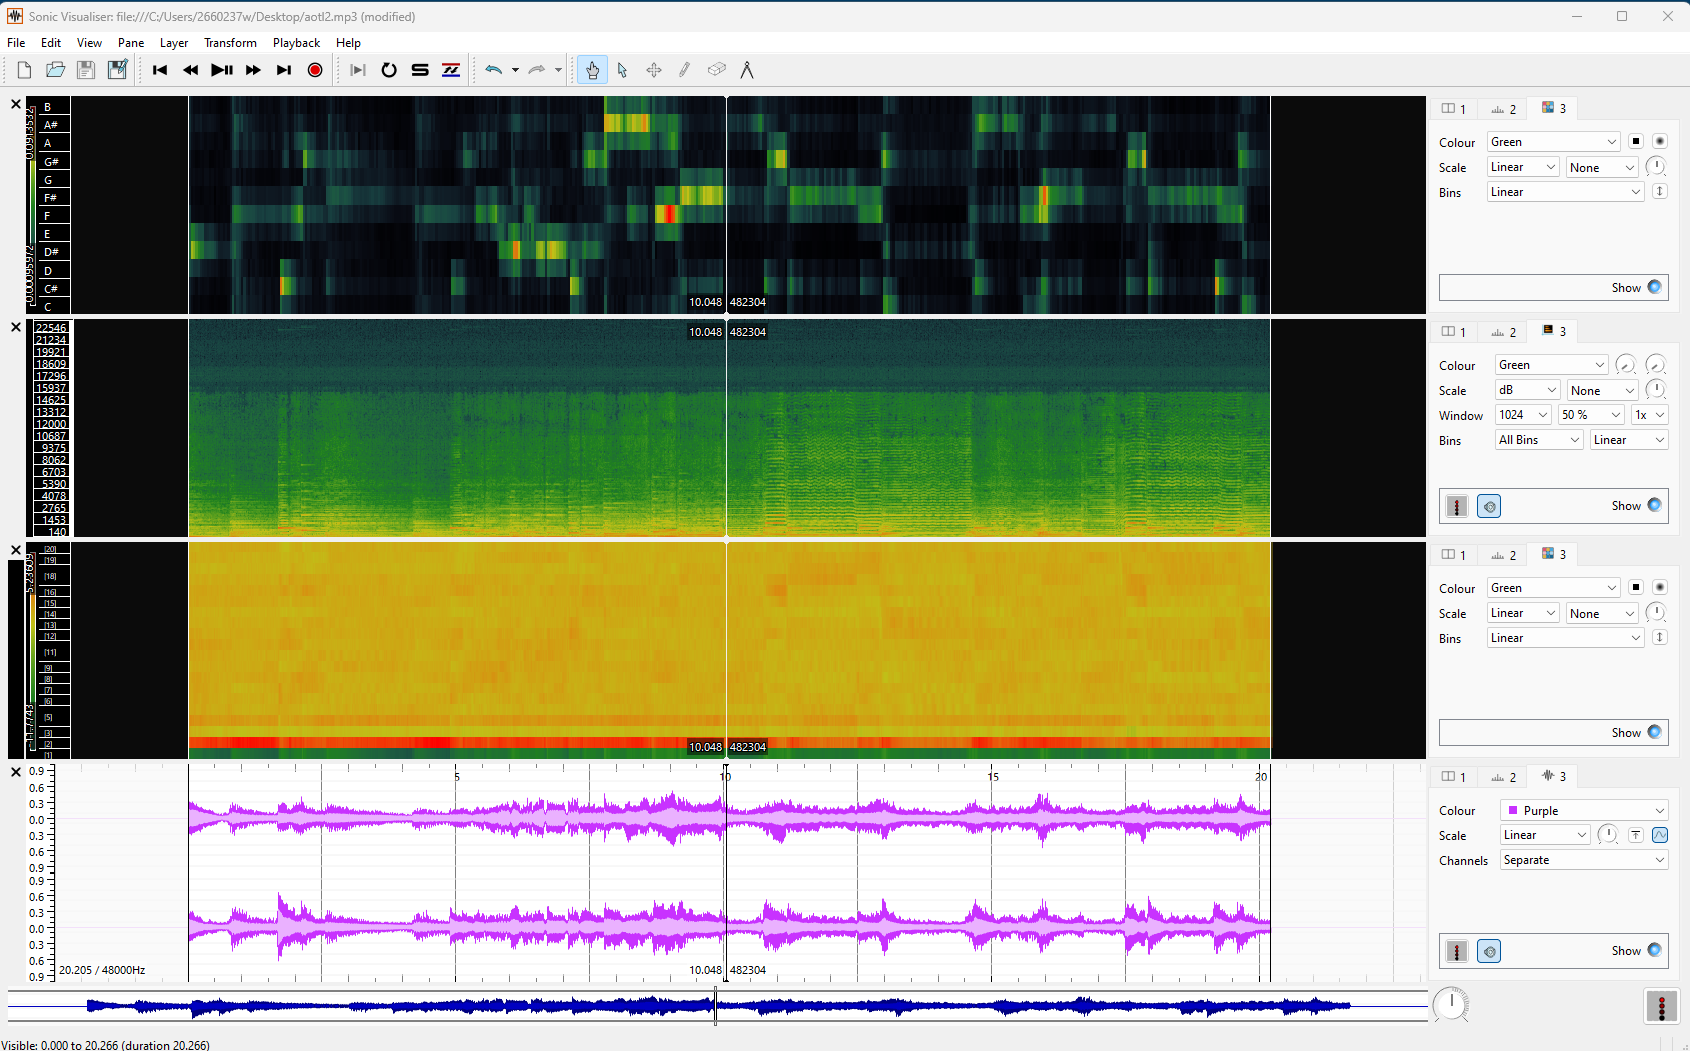 Sonic Visualiser: file:///C:/Users/2660237w/Desktop/aotl2.mp3 (modified)
File Edit View Pane Layer Transform Playback Help
B
A#
A
G#
G
F#
F
E
D#
D
C#
C
10.048 482304
1 2 3
Colour Green
Scale Linear None
Bins Linear
Show
22546
21234
19921
18609
17296
15937
14625
13312
12000
10687
9375
8062
6703
5390
4078
2765
1453
140
10.048 482304
1 2 3
Colour Green
Scale dB None
Window 1024 50 % 1x
Bins All Bins Linear
Show
[20]
[19]
[18]
[16]
[15]
[14]
[13]
[12]
[11]
[9]
[8]
[7]
[6]
[5]
[3]
[2]
[1]
10.048 482304
1 2 3
Colour Green
Scale Linear None
Bins Linear
Show
5 10 15 20
0.9
0.6
0.3
0.0
0.3
0.6
0.9
0.9
0.6
0.3
0.0
0.3
0.6
0.9
20.205 / 48000Hz
10.048 482304
1 2 3
Colour Purple
Scale Linear
Channels Separate
Show
Visible: 0.000 to 20.266 (duration 20.266)